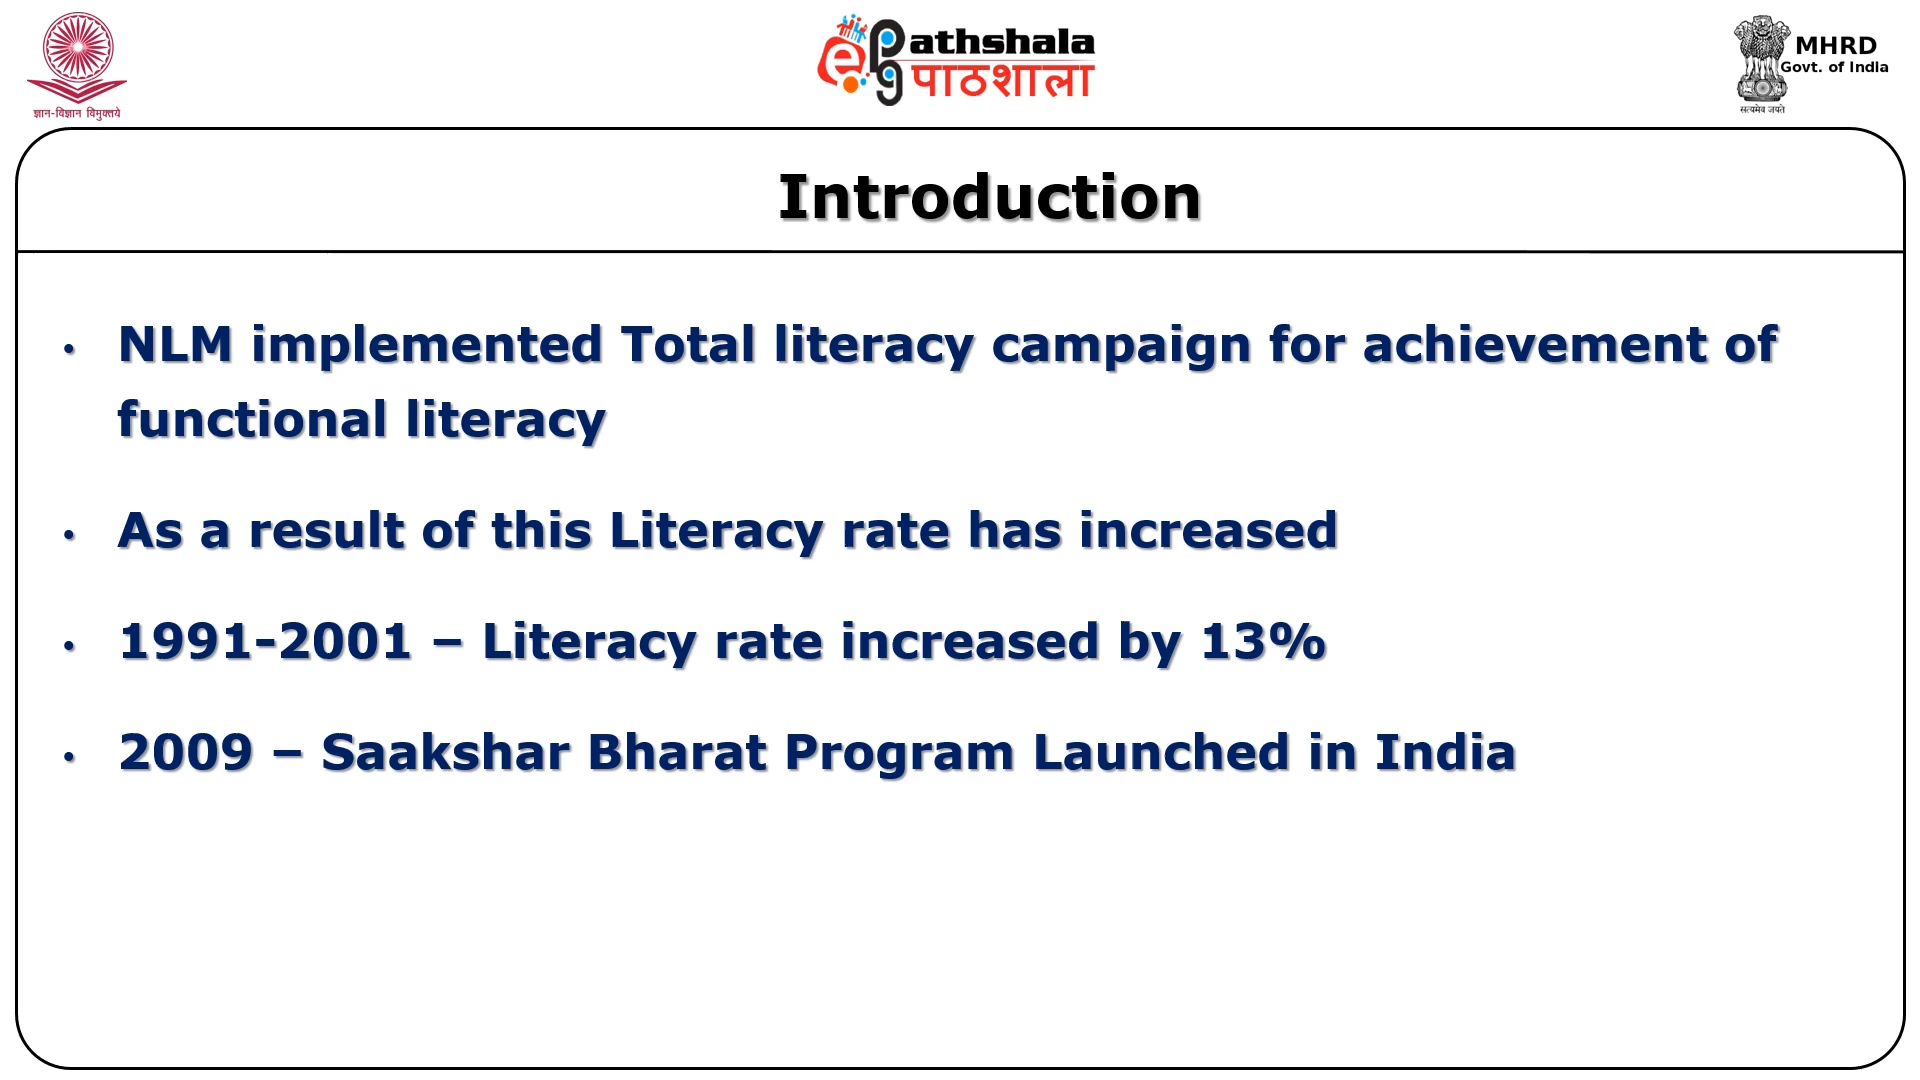 ज्ञान-विज्ञान विमुक्तये
e pg Pathshala
पाठशाला
MHRD
Govt. of India
सत्यमेव जयते
Introduction
• NLM implemented Total literacy campaign for achievement of
functional literacy
• As a result of this Literacy rate has increased
• 1991-2001 – Literacy rate increased by 13%
• 2009 – Saakshar Bharat Program Launched in India